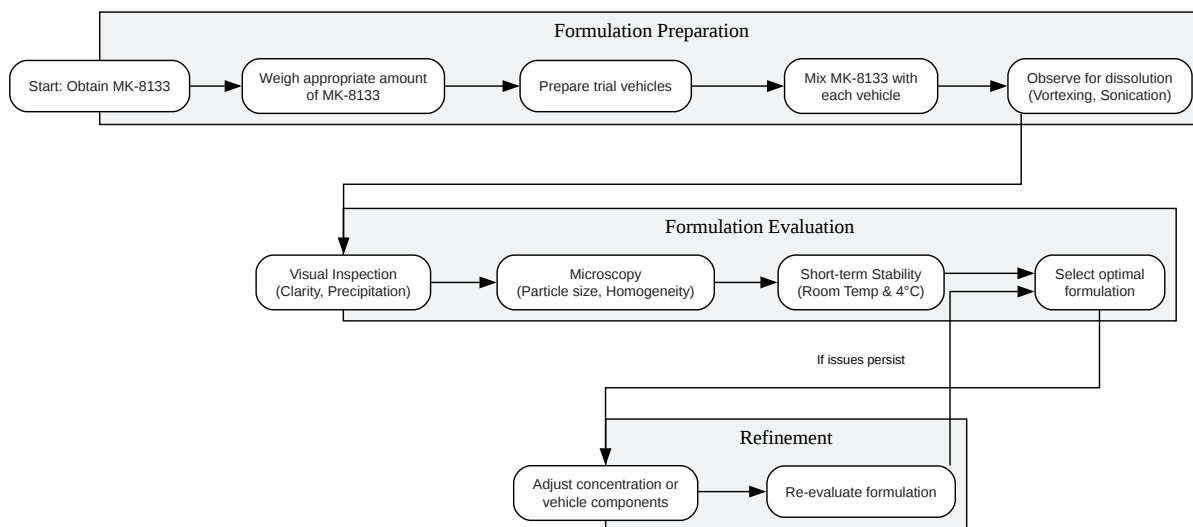 Formulation Preparation
Start: Obtain MK-8133
Weigh appropriate amount
of MK-8133
Prepare trial vehicles
Mix MK-8133 with
each vehicle
Observe for dissolution
(Vortexing, Sonication)
Formulation Evaluation
Visual Inspection
(Clarity, Precipitation)
Microscopy
(Particle size, Homogeneity)
Short-term Stability
(Room Temp & 4°C)
Select optimal
formulation
If issues persist
Refinement
Adjust concentration or
vehicle components
Re-evaluate formulation